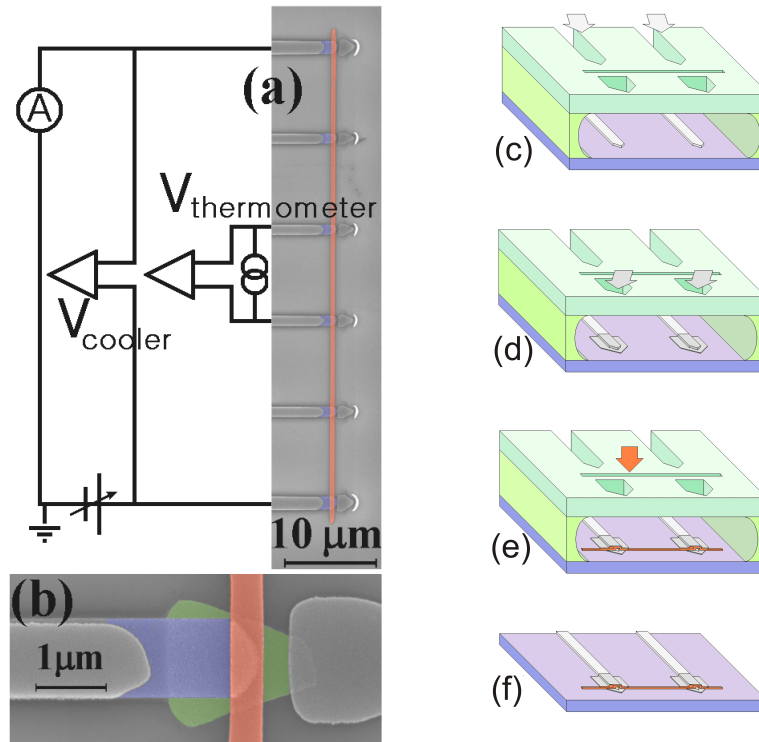 (a)
A
V thermometer
V cooler
10 µm
(b)
1µm
(c)
(d)
(e)
(f)